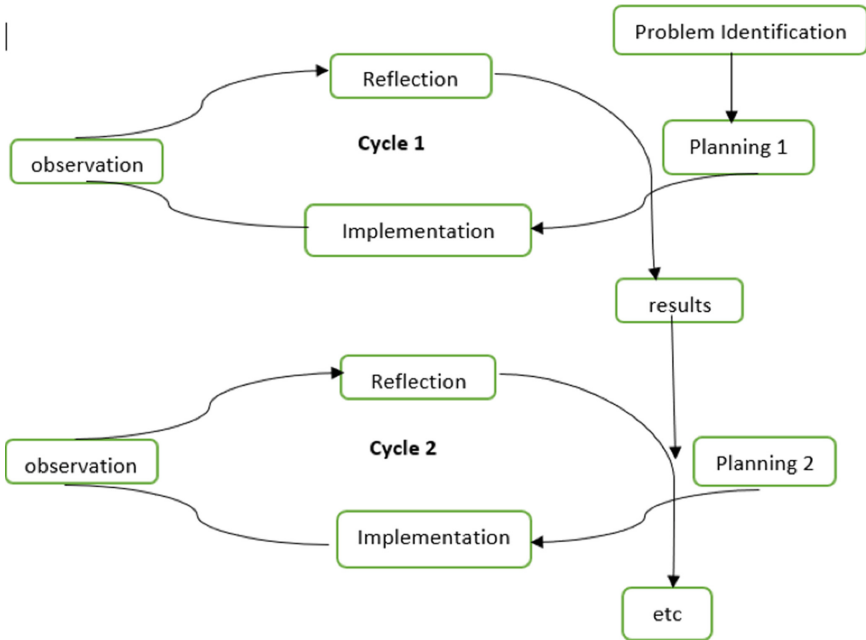 Problem Identification
Reflection
Cycle 1
Planning 1
observation
Implementation
results
Reflection
Cycle 2
Planning 2
observation
Implementation
etc